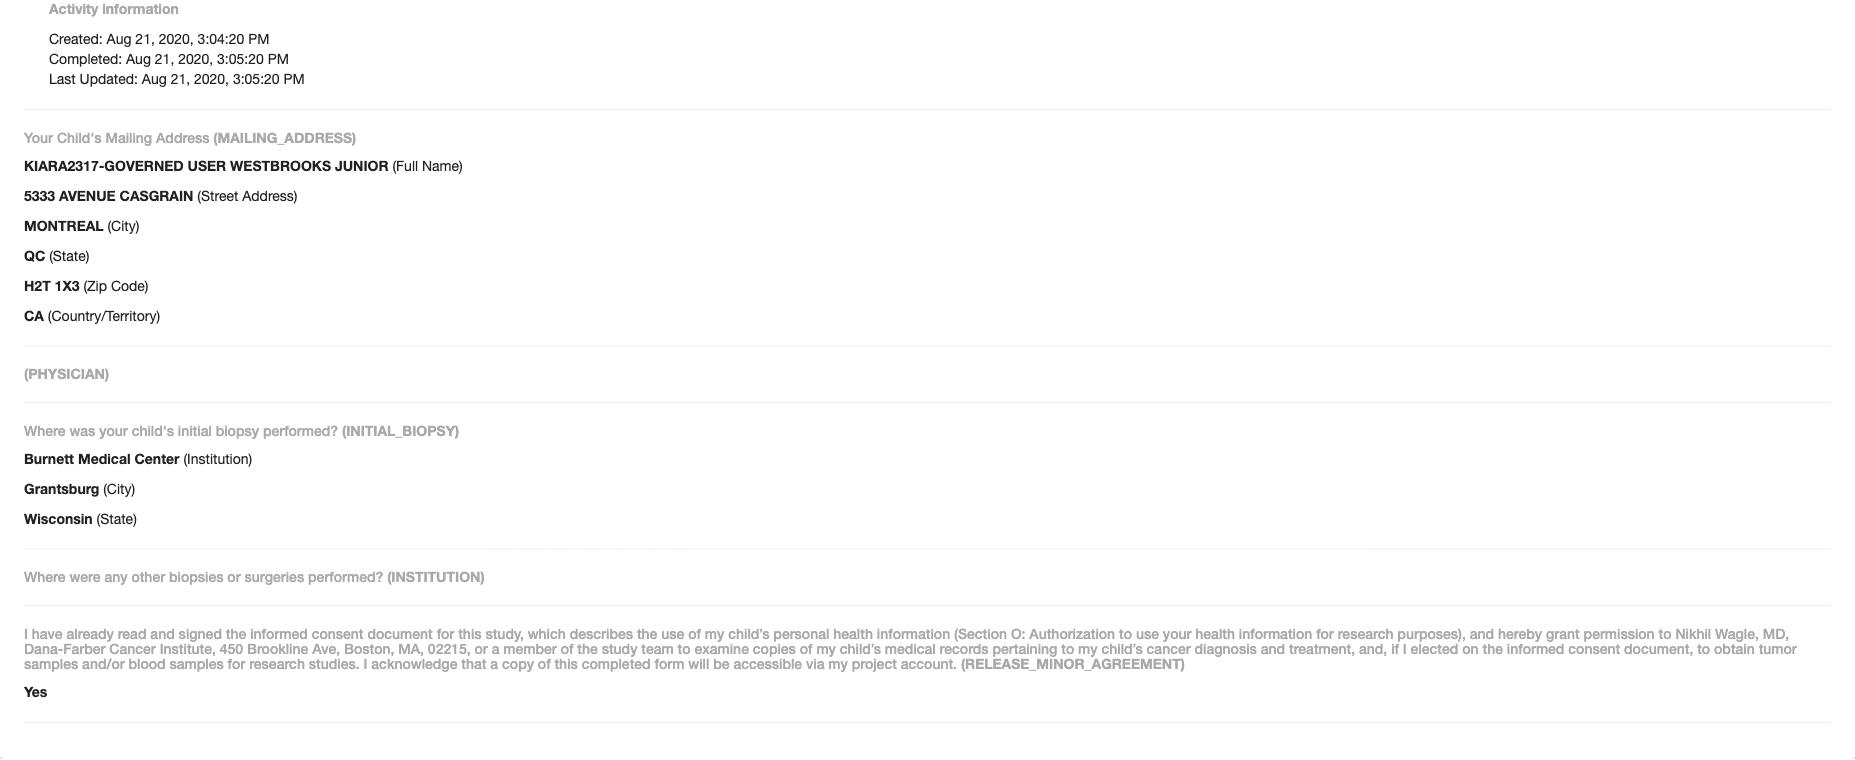 Activity information
Created: Aug 21, 2020, 3:04:20 PM
Completed: Aug 21, 2020, 3:05:20 PM
Last Updated: Aug 21, 2020, 3:05:20 PM
Your Child's Mailing Address (MAILING_ADDRESS)
KIARA2317-GOVERNED USER WESTBROOKS JUNIOR (Full Name)
5333 AVENUE CASGRAIN (Street Address)
MONTREAL (City)
QC (State)
H2T 1X3 (Zip Code)
CA (Country/Territory)
(PHYSICIAN)
Where was your child's initial biopsy performed? (INITIAL_BIOPSY)
Burnett Medical Center (Institution)
Grantsburg (City)
Wisconsin (State)
Where were any other biopsies or surgeries performed? (INSTITUTION)
I have already read and signed the informed consent document for this study, which describes the use of my child’s personal health information (Section O: Authorization to use your health information for research purposes), and hereby grant permission to Nikhil Wagle, MD,
Dana-Farber Cancer Institute, 450 Brookline Ave, Boston, MA, 02215, or a member of the study team to examine copies of my child’s medical records pertaining to my child’s cancer diagnosis and treatment, and, if I elected on the informed consent document, to obtain tumor
samples and/or blood samples for research studies. I acknowledge that a copy of this completed form will be accessible via my project account. (RELEASE_MINOR_AGREEMENT)
Yes